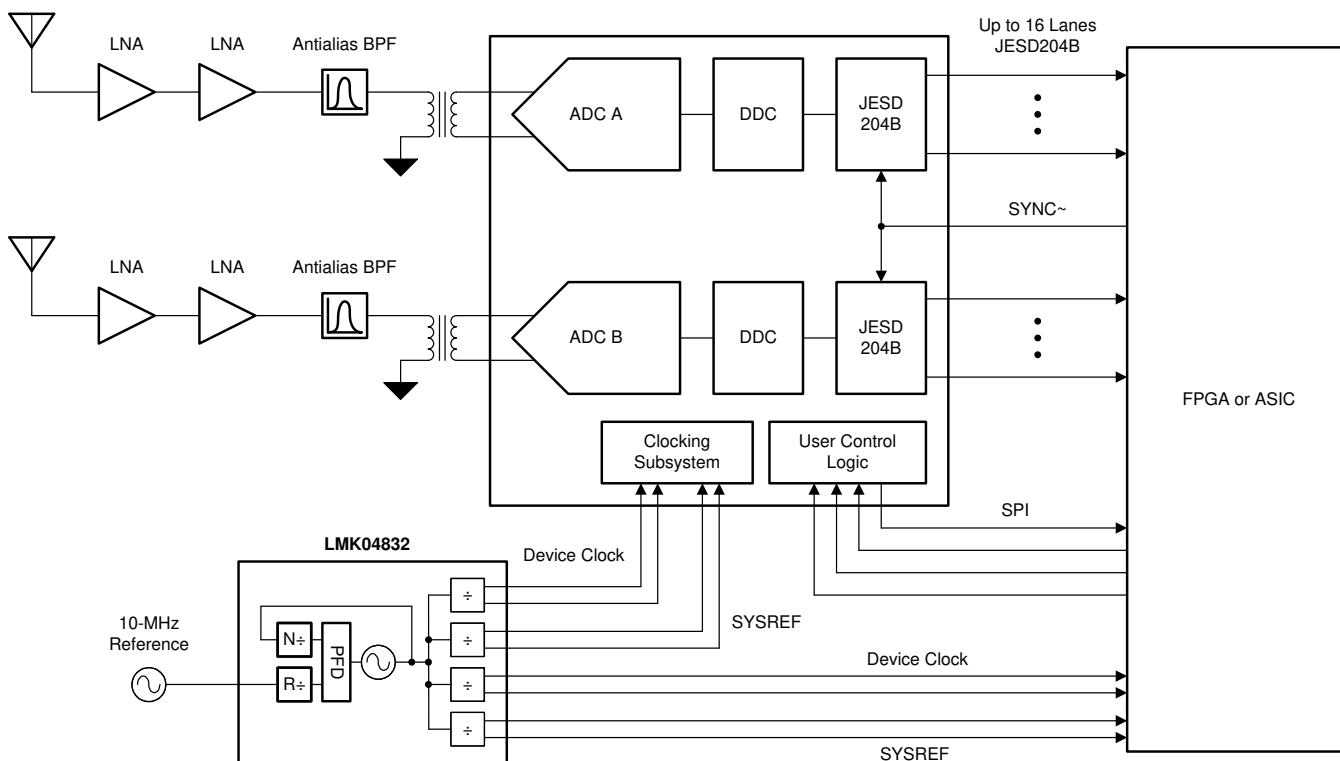 Up to 16 Lanes
JESD204B
LNA
LNA
Antialias BPF
ADC A
DDC
JESD
204B
SYNC~
LNA
LNA
Antialias BPF
ADC B
DDC
JESD
204B
FPGA or ASIC
Clocking
Subsystem
User Control
Logic
SPI
LMK04832
Device Clock
10-MHz
Reference
N÷
R÷
PFD
÷
÷
÷
÷
SYSREF
Device Clock
SYSREF